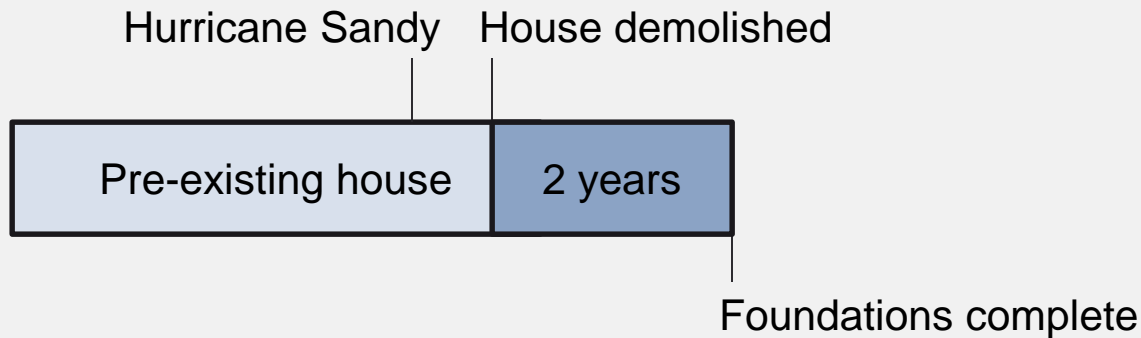 Hurricane Sandy House demolished
Pre-existing house 2 years
Foundations complete